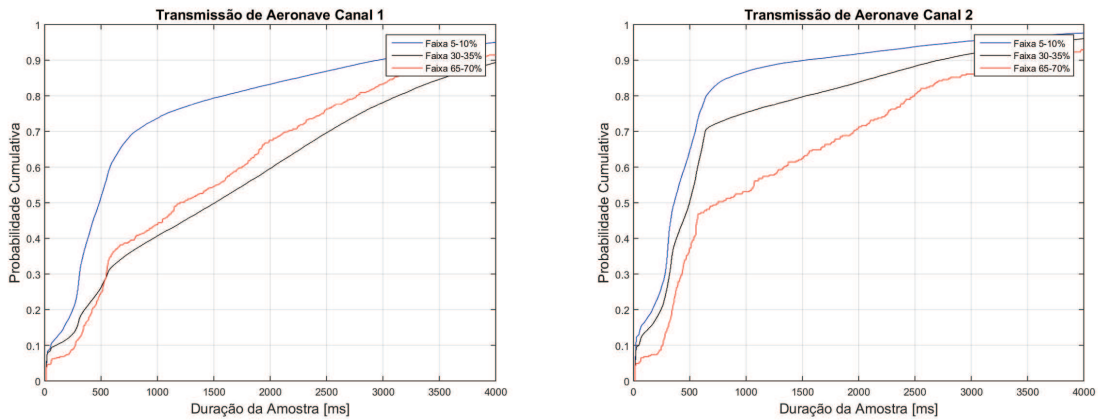 Transmissão de Aeronave Canal 1
Faixa 5-10%
Faixa 30-35%
Faixa 65-70%
Probabilidade Cumulativa
1
0.9
0.8
0.7
0.6
0.5
0.4
0.3
0.2
0.1
0
0 500 1000 1500 2000 2500 3000 3500 4000
Duração da Amostra [ms]
Transmissão de Aeronave Canal 2
Faixa 5-10%
Faixa 30-35%
Faixa 65-70%
Probabilidade Cumulativa
1
0.9
0.8
0.7
0.6
0.5
0.4
0.3
0.2
0.1
0
0 500 1000 1500 2000 2500 3000 3500 4000
Duração da Amostra [ms]